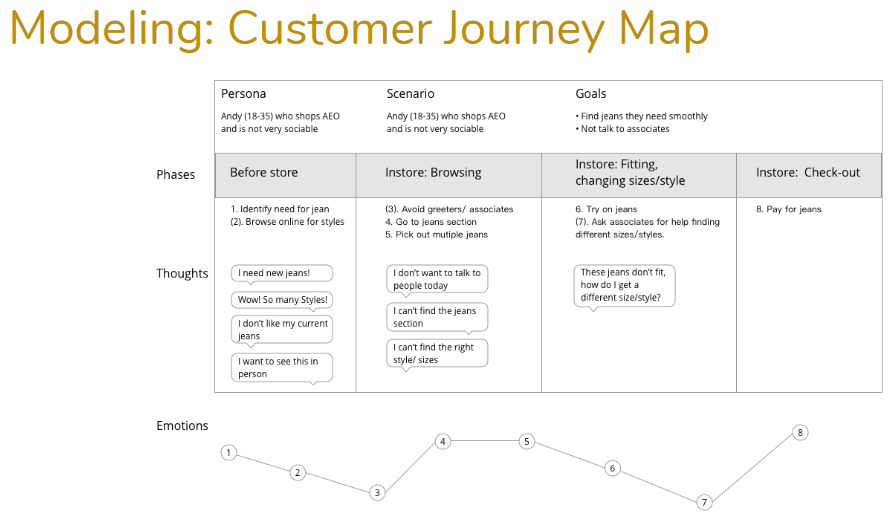 Modeling: Customer Journey Map
Persona
Andy (18-35) who shops AEO
and is not very sociable
Scenario
Andy (18-35) who shops AEO
and is not very sociable
Goals
• Find jeans they need smoothly
• Not talk to associates
Phases
Before store
Instore: Browsing
Instore: Fitting,
changing sizes/style
Instore: Check-out
1. Identify need for jean
(2). Browse online for styles
(3). Avoid greeters/ associates
4. Go to jeans section
5. Pick out mutiple jeans
6. Try on jeans
(7). Ask associates for help finding
different sizes/styles.
8. Pay for jeans
Thoughts
I need new jeans!
Wow! So many Styles!
I don't like my current
jeans
I want to see this in
person
I don't want to talk to
people today
I can't find the jeans
section
I can't find the right
style/ sizes
These jeans don't fit,
how do I get a
different size/style?
Emotions
1
2
3
4
5
6
7
8